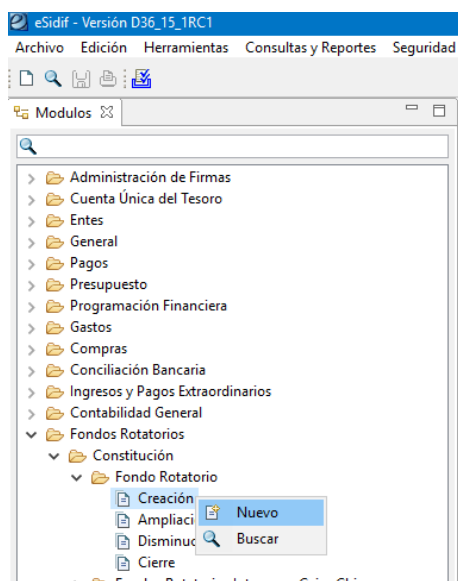 eSidif - Versión D36_15_1RC1
Archivo Edición Herramientas Consultas y Reportes Seguridad
Modulos
Administración de Firmas
Cuenta Única del Tesoro
Entes
General
Pagos
Presupuesto
Programación Financiera
Gastos
Compras
Conciliación Bancaria
Ingresos y Pagos Extraordinarios
Contabilidad General
Fondos Rotatorios
Constitución
Fondo Rotatorio
Creación
Nuevo
Ampliaci
Disminuc
Buscar
Cierre